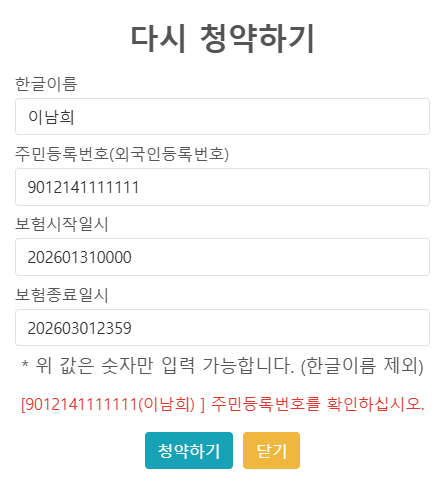 다시 청약하기
한글이름
이남희
주민등록번호(외국인등록번호)
9012141111111
보험시작일시
202601310000
보험종료일시
202603012359
* 위 값은 숫자만 입력 가능합니다. (한글이름 제외)
[9012141111111(이남희) ] 주민등록번호를 확인하십시오.
청약하기
닫기